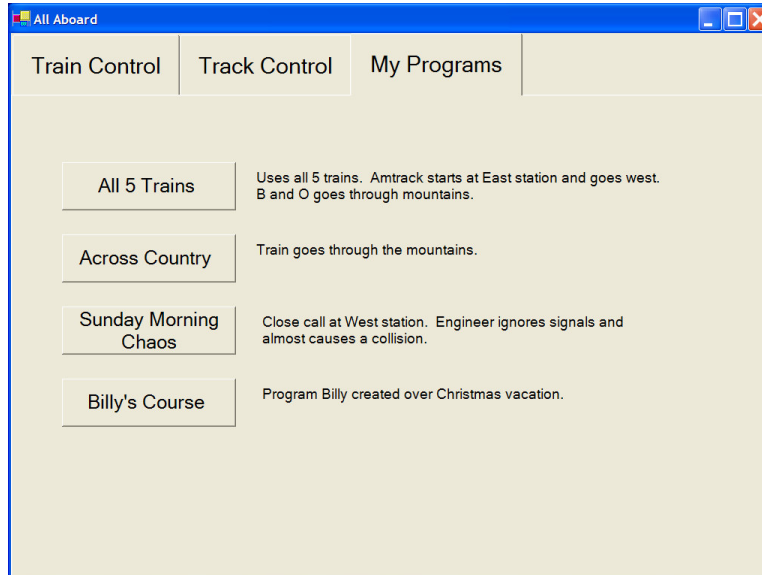 All Aboard
Train Control
Track Control
My Programs
All 5 Trains
Uses all 5 trains.  Amtrack starts at East station and goes west.
B and O goes through mountains.
Across Country
Train goes through the mountains.
Sunday Morning
Chaos
Close call at West station.  Engineer ignores signals and
almost causes a collision.
Billy's Course
Program Billy created over Christmas vacation.